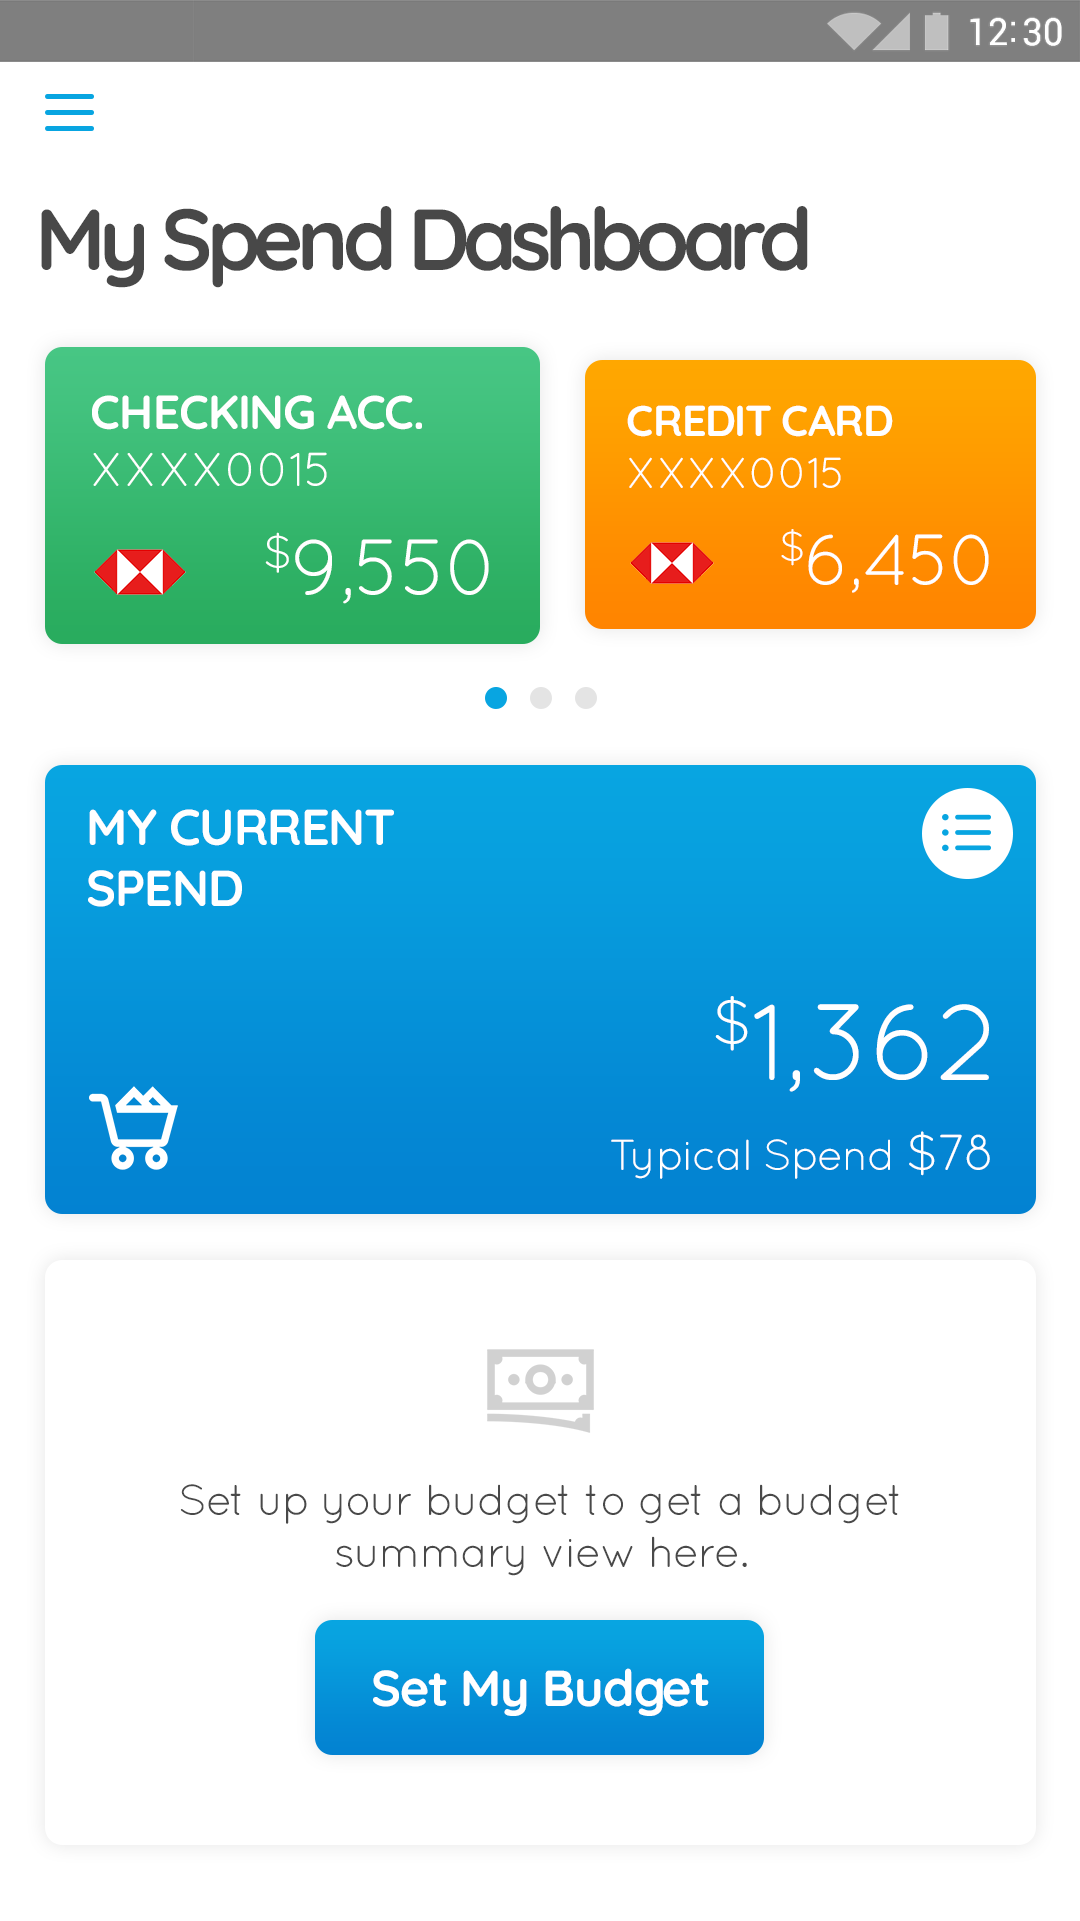 12:30
My Spend Dashboard
CHECKING ACC.
XXXX0015
$9,550
CREDIT CARD
XXXX0015
$6,450
MY CURRENT
SPEND
$1,362
Typical Spend $78
Set up your budget to get a budget
summary view here.
Set My Budget